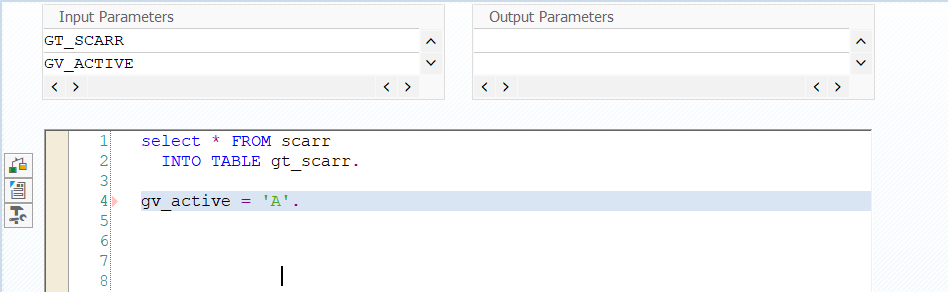 Input Parameters
Output Parameters
GT_SCARR
GV_ACTIVE
1 select * FROM scarr
2 INTO TABLE gt_scarr.
3
4 gv_active = 'A'.
5
6
7
8